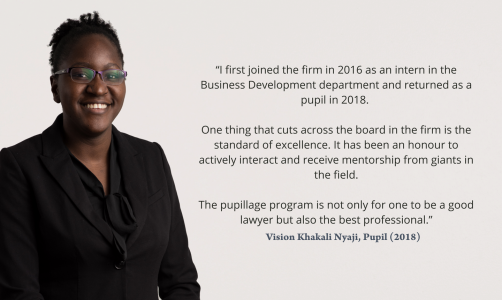 “I first joined the firm in 2016 as an intern in the
Business Development department and returned as a
pupil in 2018.
One thing that cuts across the board in the firm is the
standard of excellence. It has been an honour to
actively interact and receive mentorship from giants in
the field.
The pupillage program is not only for one to be a good
lawyer but also the best professional.”
Vision Khakali Nyaji, Pupil (2018)